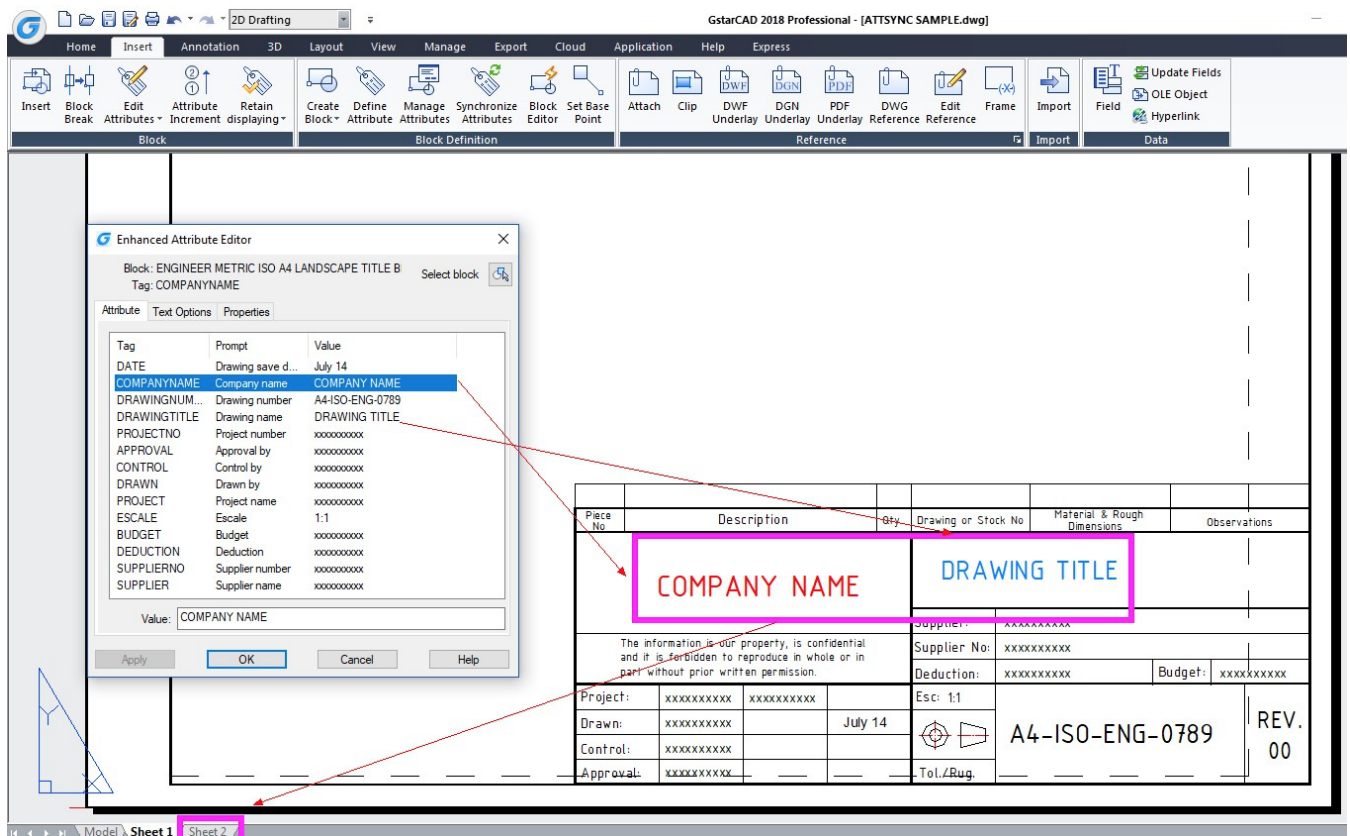 2D Drafting
GstarCAD 2018 Professional - [ATTSYNC SAMPLE.dwg]
Home Insert Annotation 3D Layout View Manage Export Cloud Application Help Express
Insert
Block Break
Edit Attributes
Attribute Increment
Retain displaying
Create Block
Define Attribute
Manage Attributes
Synchronize Attributes
Block Editor
Set Base Point
Attach
Clip
DWF Underlay
DGN Underlay
PDF Underlay
DWG Reference
Edit Reference
Frame
Import
Field
Update Fields
OLE Object
Hyperlink
Block Block Definition Reference Import Data
Enhanced Attribute Editor
Block: ENGINEER METRIC ISO A4 LANDSCAPE TITLE B
Tag: COMPANYNAME
Select block
Attribute Text Options Properties
Tag Prompt Value
DATE Drawing save d... July 14
COMPANYNAME Company name COMPANY NAME
DRAWINGNUM... Drawing number A4-ISO-ENG-0789
DRAWINGTITLE Drawing name DRAWING TITLE
PROJECTNO Project number xxxxxxxxxx
APPROVAL Approval by xxxxxxxxxx
CONTROL Control by xxxxxxxxxx
DRAWN Drawn by xxxxxxxxxx
PROJECT Project name xxxxxxxxxx
ESCALE Escale 1:1
BUDGET Budget xxxxxxxxxx
DEDUCTION Deduction xxxxxxxxxx
SUPPLIERNO Supplier number xxxxxxxxxx
SUPPLIER Supplier name xxxxxxxxxx
Value: COMPANY NAME
Apply OK Cancel Help
Piece No
Description
Qty
Drawing or Stock No
Material & Rough Dimensions
Observations
COMPANY NAME
DRAWING TITLE
Supplier: xxxxxxxxxx
The information is our property, is confidential
and it is forbidden to reproduce in whole or in
part without prior written permission.
Supplier No: xxxxxxxxxx
Deduction: xxxxxxxxxx Budget: xxxxxxxxxx
Project: xxxxxxxxxx xxxxxxxxxx
Esc: 1:1
Drawn: xxxxxxxxxx July 14
Control: xxxxxxxxxx
Approval: xxxxxxxxxx
Tol./Rug.
A4-ISO-ENG-0789
REV.
00
Y
X
Model Sheet 1 Sheet 2